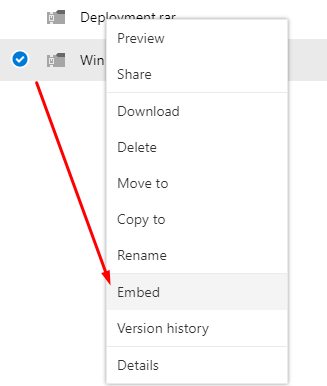 Deployment.rar
Win
Preview
Share
Download
Delete
Move to
Copy to
Rename
Embed
Version history
Details